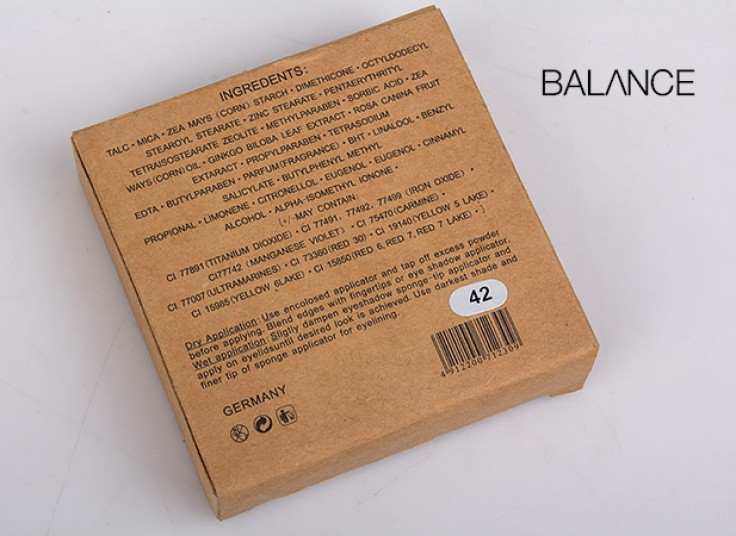 BALANCE
INGREDENTS:
TALC • MICA • ZEA MAYS (CORN) STARCH • DIMETHICONE • OCTYLDODECYL
STEAROYL STEARATE • ZINC STEARATE • PENTAERYTHRITYL
TETRAISOSTEARATE ZEOLITE • METHYLPARABEN • SORBIC ACID • ZEA
WAYS(CORN)OIL • GINKGO BILOBA LEAF EXTRACT • ROSA CANINA FRUIT
EXTARACT • PROPYLPARABEN • TETRASODIUM
EDTA • BUTYLPARABEN • PARFUM(FRAGRANCE) • BHT • LINALOOL • BENZYL
SALICYLATE • BUTYLPHENYL METHYL
PROPIONAL • LIMONENE • CITRONELLOL • EUGENOL • EUGENOL • CINNAMYL
ALCOHOL • ALPHA-ISOMETHYL IONONE •
[+/-MAY CONTAIN:
CI 77891(TITANIUM DIOXIDE) • CI 77491, 77492, 77499 (IRON OXIDE) •
CI77742 (MANGANESE VIOLET) • CI 75470(CARMINE) •
CI 77007(ULTRAMARINES) • CI 73360(RED 30) • CI 19140(YELLOW 5 LAKE) •
CI 15985(YELLOW 6LAKE) • CI 15850(RED 6,RED 7, RED 7 LAKE) • ]
Dry Application: Use encolosed applicator and tap off excess powder
before applying. Blend edges with fingertips or eye shadow applicator.
Wet application: Sligtly dampen eyeshadow sponge-tip applicator and
apply on eyelidsuntil desired look is achieved. Use darkest shade and
finer tip of sponge applicator for eyelining.
42
4912200712309
GERMANY